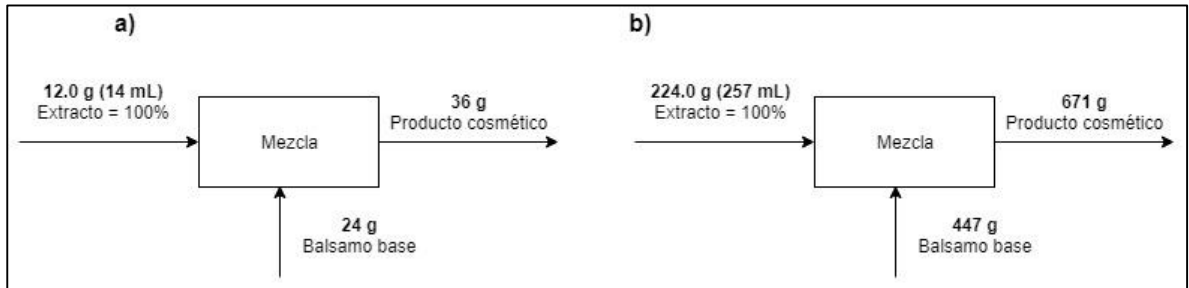 a)
12.0 g (14 mL)
Extracto = 100%
Mezcla
36 g
Producto cosmético
24 g
Balsamo base
b)
224.0 g (257 mL)
Extracto = 100%
Mezcla
671 g
Producto cosmético
447 g
Balsamo base